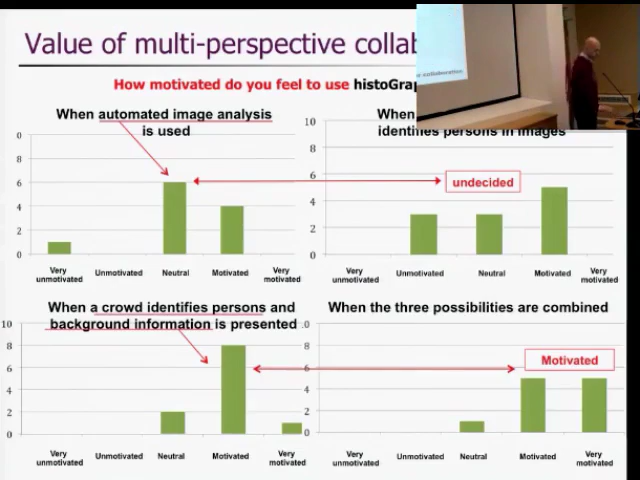 Value of multi-perspective
collaboration
How motivated do you feel to use
When automated image analysis
is used
0
8
6
4
2
0
Very unmotivated
Unmotivated
Neutral
Motivated
Very motivated
When
identifies persons in images
10
8
6
4
2
0
undecided
Very unmotivated
Unmotivated
Neutral
Motivated
Very motivated
When a crowd identifies persons and
background information is presented
10
8
6
4
2
0
Very unmotivated
Unmotivated
Neutral
Motivated
Very motivated
When the three possibilities are combined
.0
8
6
4
2
0
Motivated
Very unmotivated
Unmotivated
Neutral
Motivated
Very motivated